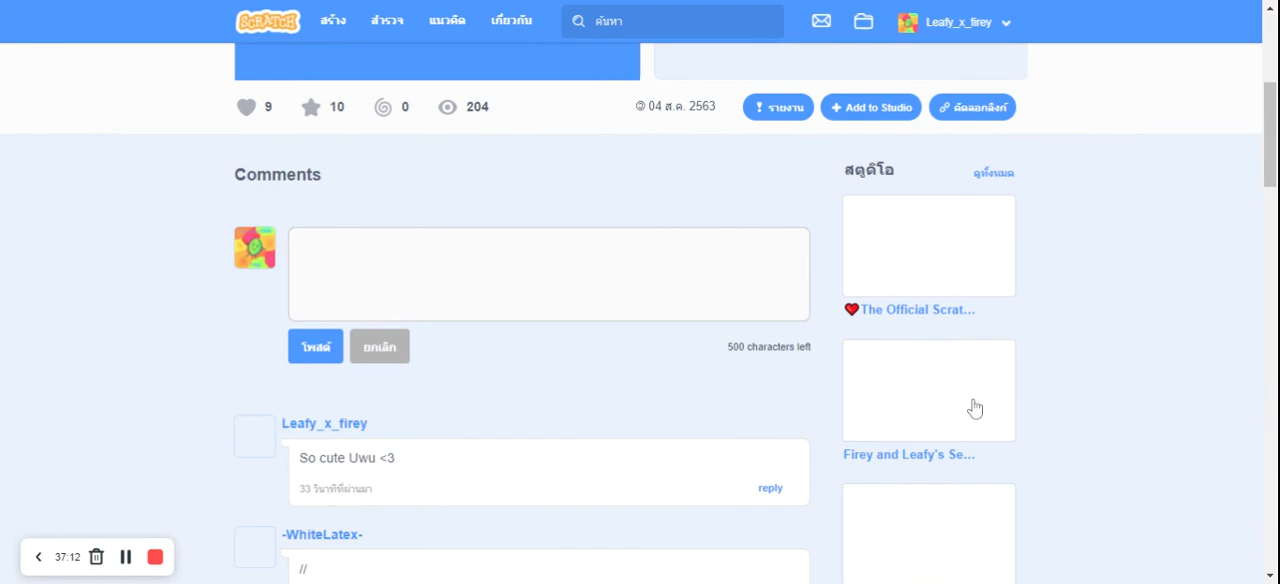 SCRATCH สร้าง สำรวจ แนวคิด เกี่ยวกับ ค้นหา Leafy_x_firey
9 10 0 204 © 04 ส.ค. 2563 รายงาน Add to Studio คัดลอกลิงก์
Comments
สตูดิโอ ดูทั้งหมด
The Official Scrat...
โพสต์ ยกเลิก 500 characters left
Leafy_x_firey
Firey and Leafy's Se...
So cute Uwu <3
33 วินาทีที่ผ่านมา reply
-WhiteLatex-
37:12
//